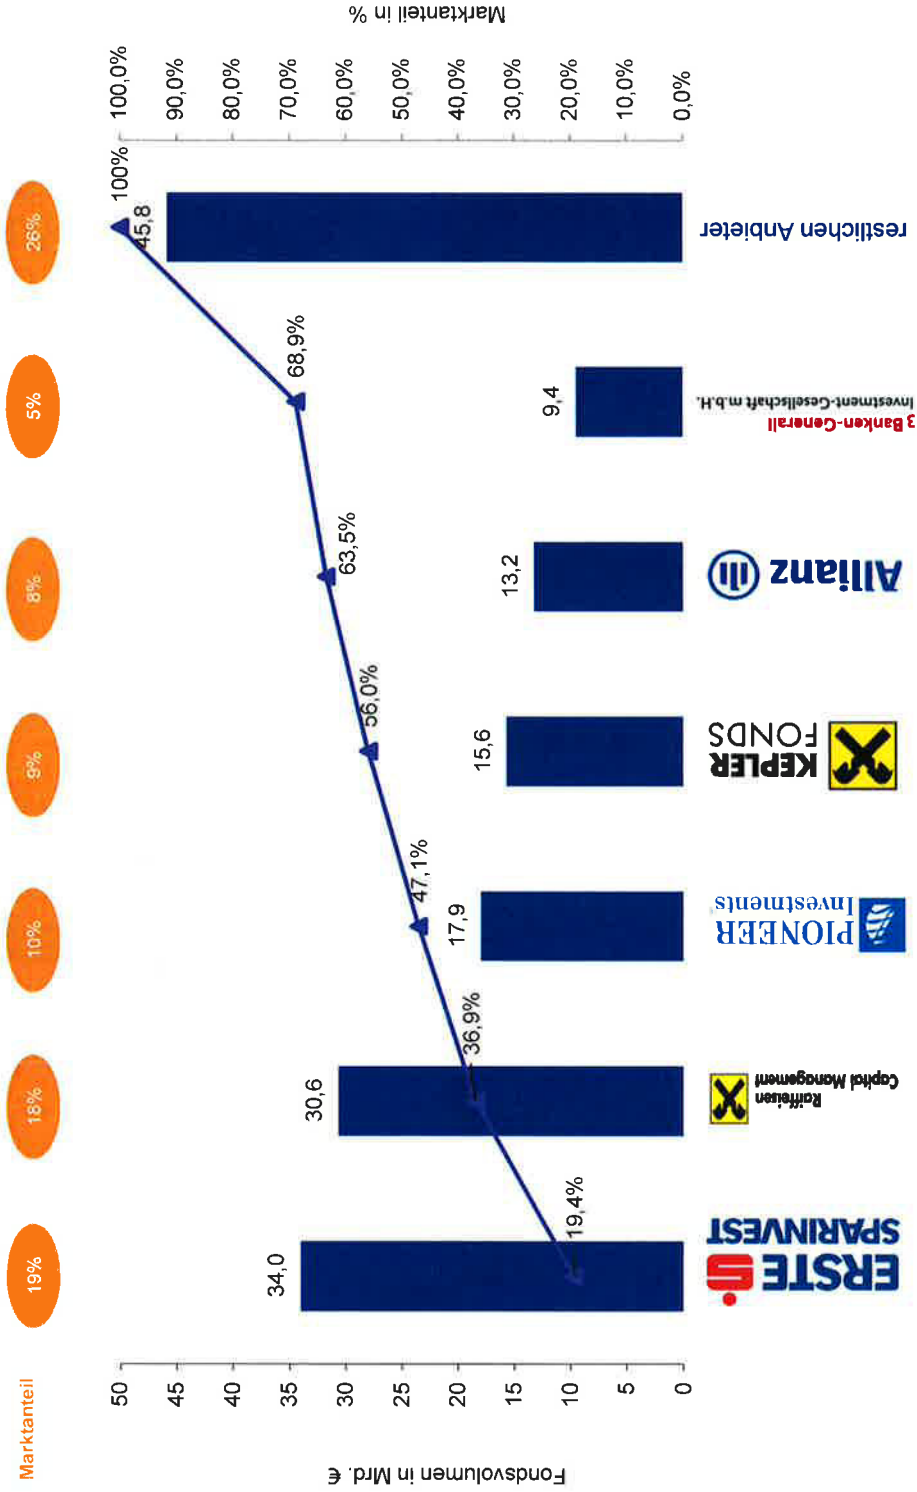 Marktanteil
19%
18%
10%
9%
8%
5%
26%
Fondsvolumen in Mrd. €
50
45
40
35
30
25
20
15
10
5
0
34,0
30,6
17,9
15,6
13,2
9,4
45,8
19,4%
36,9%
47,1%
56,0%
63,5%
68,9%
100%
Marktanteil in %
100,0%
90,0%
80,0%
70,0%
60,0%
50,0%
40,0%
30,0%
20,0%
10,0%
0,0%
ERSTE
SPARINVEST
Raiffeisen
Capital Management
PIONEER
Investments
KEPLER
FONDS
Allianz
3 Banken-Generali
Investment-Gesellschaft m.b.H.
restlichen Anbieter